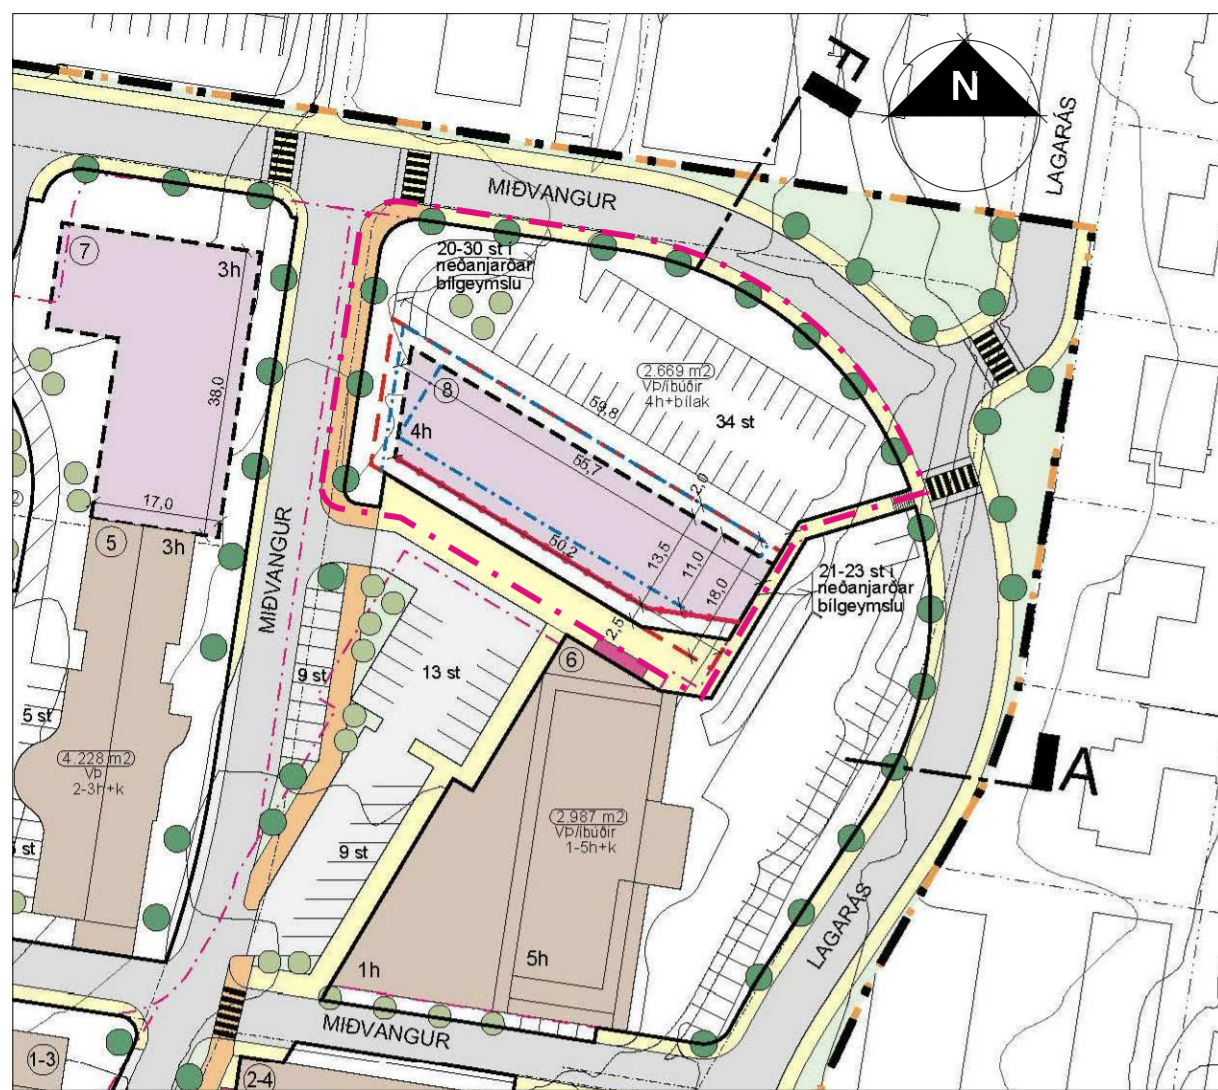 F
N
LAGARÁS
MIÐVANGUR
7
3h
20-30 st í
neðanjarðar
bílgeymslu
38,0
8
4h
2.669 m2
Vþ/íbúðir
4h+bílak
59,8
34 st
55,7
2,0
17,0
5
3h
50,2
13,5
11,0
18,0
2,5
21-23 st í
neðanjarðar
bílgeymslu
MIÐVANGUR
6
9 st
13 st
5 st
4.228 m2
Vþ
2-3h+k
A
2.987 m2
Vþ/íbúðir
1-5h+k
9 st
st
LAGARÁS
1h
5h
MIÐVANGUR
1-3
2-4